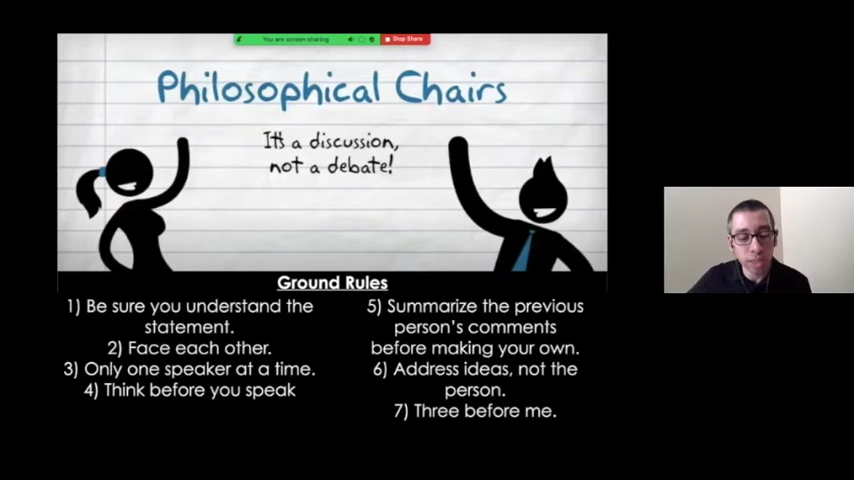 You are screen sharing
Stop Share
Philosophical Chairs
It's a discussion,
not a debate!
Ground Rules
1) Be sure you understand the
statement.
2) Face each other.
3) Only one speaker at a time.
4) Think before you speak
5) Summarize the previous
person's comments
before making your own.
6) Address ideas, not the
person.
7) Three before me.